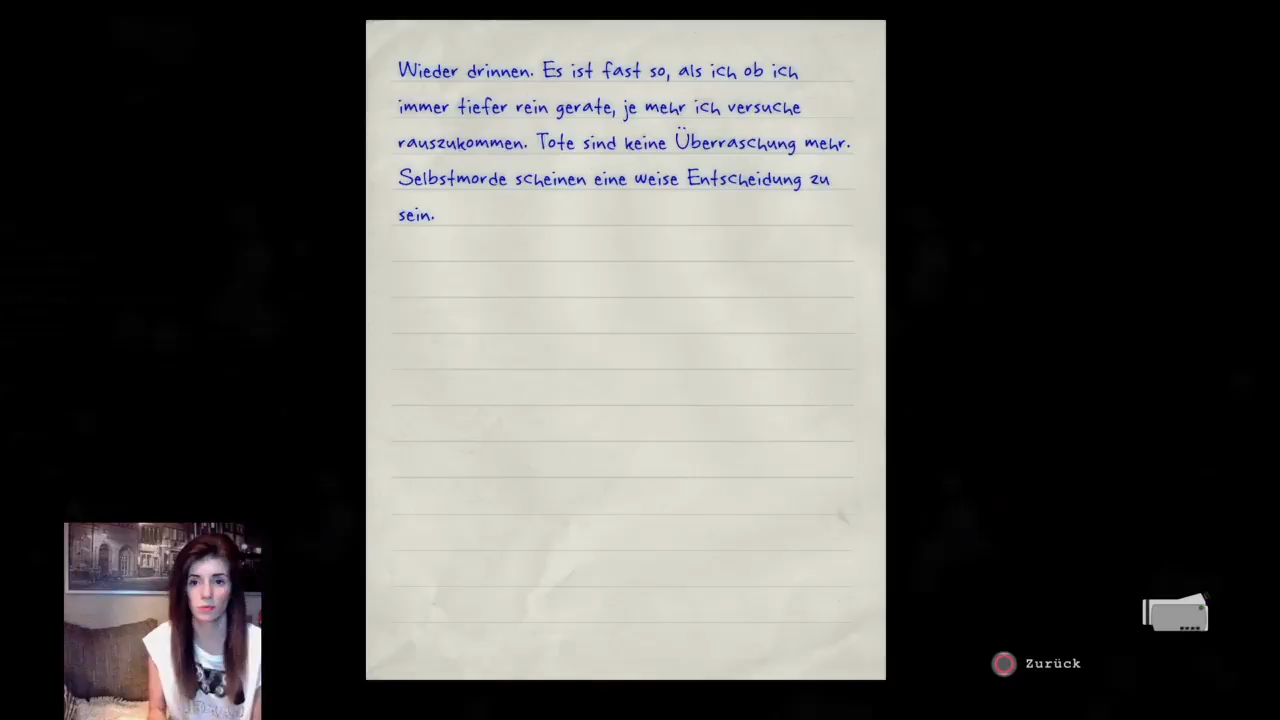 Wieder drinnen. Es ist fast so, als ich ob ich
immer tiefer rein gerate, je mehr ich versuche
rauszukommen. Tote sind keine Überraschung mehr.
Selbstmorde scheinen eine weise Entscheidung zu
sein.
Zurück